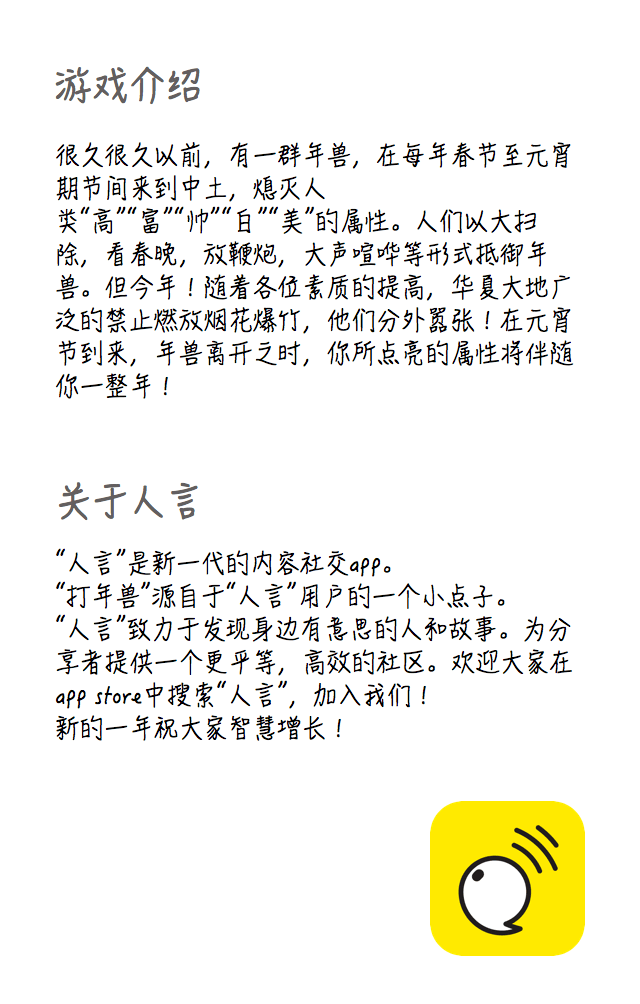 游戏介绍
很久很久以前，有一群年兽，在每年春节至元宵
期节间来到中土，熄灭人
类“高”“富”“帅”“白”“美”的属性。人们以大扫
除，看春晚，放鞭炮，大声喧哗等形式抵御年
兽。但今年！随着各位素质的提高，华夏大地广
泛的禁止燃放烟花爆竹，他们分外嚣张！在元宵
节到来，年兽离开之时，你所点亮的属性将伴随
你一整年！
关于人言
“人言”是新一代的内容社交app。
“打年兽”源自于“人言”用户的一个小点子。
“人言”致力于发现身边有意思的人和故事。为分
享者提供一个更平等，高效的社区。欢迎大家在
app store中搜索“人言”，加入我们！
新的一年祝大家智慧增长！